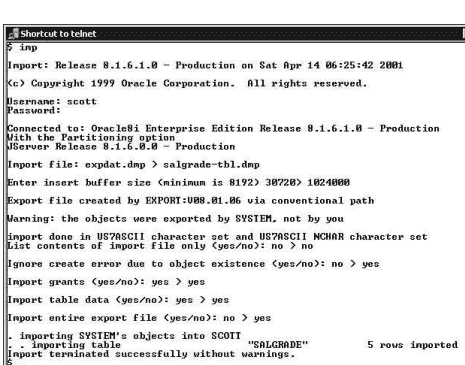 Shortcut to telnet
$ imp
Import: Release 8.1.6.1.0 - Production on Sat Apr 14 06:25:42 2001
(c) Copyright 1999 Oracle Corporation.  All rights reserved.
Username: scott
Password:
Connected to: Oracle8i Enterprise Edition Release 8.1.6.1.0 - Production
With the Partitioning option
JServer Release 8.1.6.0.0 - Production
Import file: expdat.dmp > salgrade-tbl.dmp
Enter insert buffer size (minimum is 8192) 30720> 1024000
Export file created by EXPORT:V08.01.06 via conventional path
Warning: the objects were exported by SYSTEM, not by you
import done in US7ASCII character set and US7ASCII NCHAR character set
List contents of import file only (yes/no): no > no
Ignore create error due to object existence (yes/no): no > yes
Import grants (yes/no): yes > yes
Import table data (yes/no): yes > yes
Import entire export file (yes/no): no > yes
. importing SYSTEM's objects into SCOTT
. . importing table                     "SALGRADE"          5 rows imported
Import terminated successfully without warnings.
$